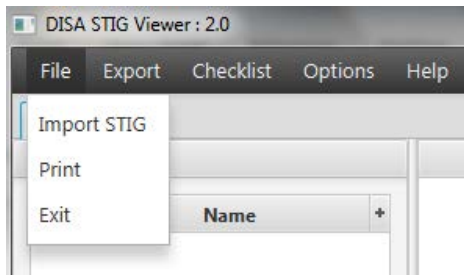 DISA STIG Viewer : 2.0
File Export Checklist Options Help
Import STIG
Print
Exit
Name +